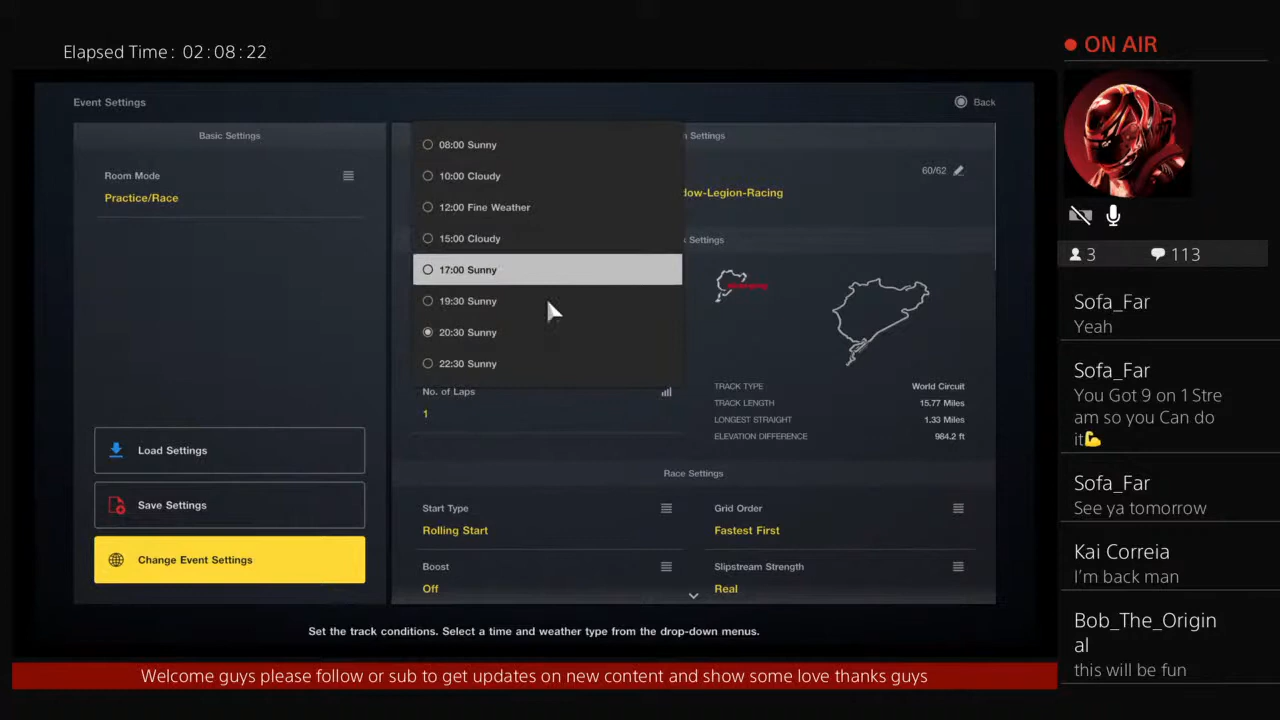 Elapsed Time: 02:08:22
ON AIR
Event Settings
Back
Basic Settings
Room Mode
Practice/Race
Load Settings
Save Settings
Change Event Settings
08:00 Sunny
10:00 Cloudy
12:00 Fine Weather
15:00 Cloudy
17:00 Sunny
19:30 Sunny
20:30 Sunny
22:30 Sunny
Settings
60/62
dow-Legion-Racing
Settings
No. of Laps
1
TRACK TYPE World Circuit
TRACK LENGTH 15.77 Miles
LONGEST STRAIGHT 1.33 Miles
ELEVATION DIFFERENCE 984.2 ft
Race Settings
Start Type
Rolling Start
Grid Order
Fastest First
Boost
Off
Slipstream Strength
Real
Set the track conditions. Select a time and weather type from the drop-down menus.
Welcome guys please follow or sub to get updates on new content and show some love thanks guys
3 113
Sofa_Far
Yeah
Sofa_Far
You Got 9 on 1 Stre
am so you Can do
it💪
Sofa_Far
See ya tomorrow
Kai Correia
I'm back man
Bob_The_Origin
al
this will be fun